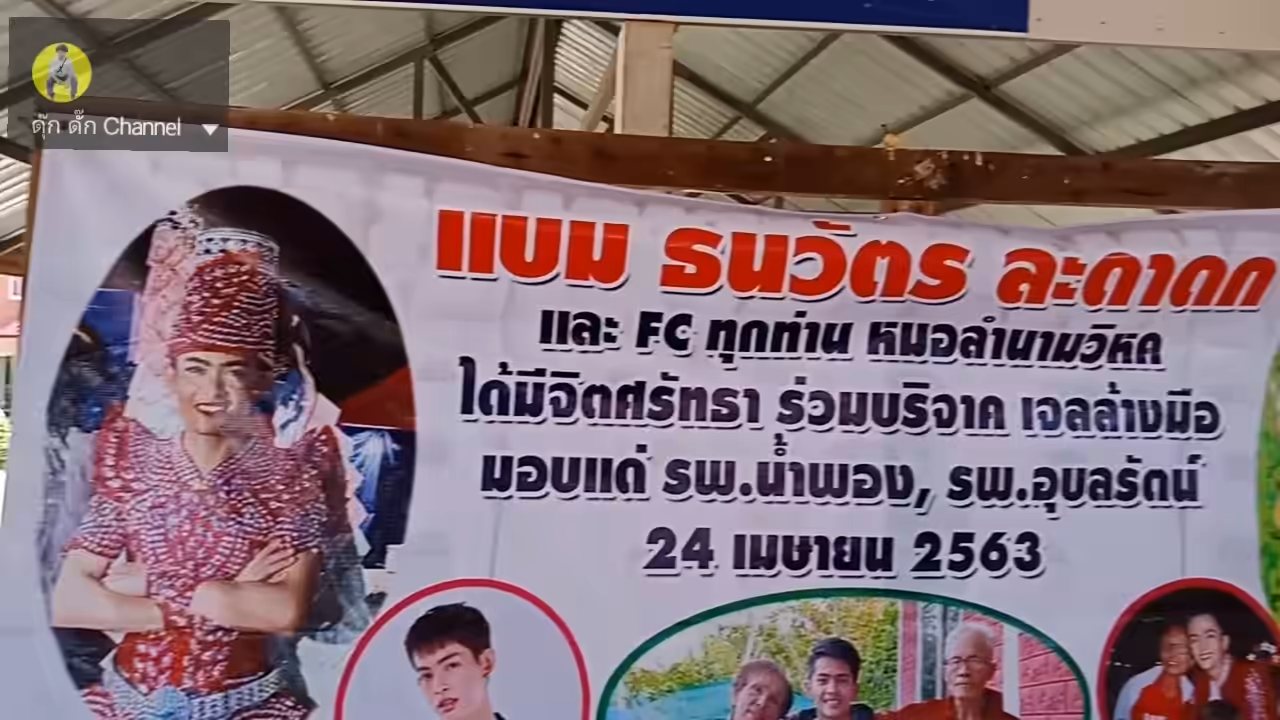 ดุ๊ก ดั๊ก Channel
แบม ธนวัตร ละดาดก
และ FC ทุกท่าน หมอลำนามวิหค
ได้มีจิตศรัทธา ร่วมบริจาค เจลล้างมือ
มอบแด่ รพ.น้ำพอง, รพ.อุบลรัตน์
24 เมษายน 2563